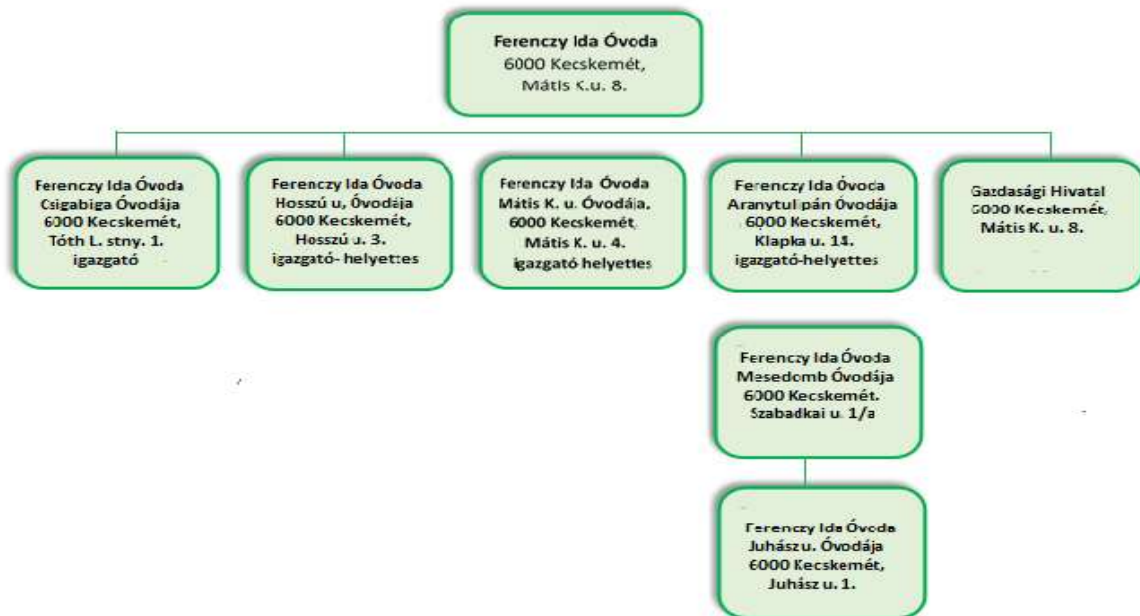 Ferenczy Ida Óvoda
6000 Kecskemét,
Mátis K.u. 8.
Ferenczy Ida Óvoda
Csigabiga Óvodája
6000 Kecskemét,
Tóth L. stny. 1.
igazgató
Ferenczy Ida Óvoda
Hosszú u, Óvodája
6000 Kecskemét,
Hosszú u. 3.
igazgató- helyettes
Ferenczy Ida Óvoda
Mátis K. u. Óvodája,
6000 Kecskemét,
Mátis K. u. 4.
igazgató helyettes
Ferenczy Ida Óvoda
Aranytulipán Óvodája
6000 Kecskemét,
Klapka u.
igazgató-helyettes
Gazdasági Hivatal
6000 Kecskemét,
Mátis K. u. 8.
Ferenczy Ida Óvoda
Mesedomb Óvodája
6000 Kecskemét.
Szabadkai u. 1/a
Ferenczy Ida Óvoda
Juhász u. Óvodája
6000 Kecskemét,
Juhász u. 1.